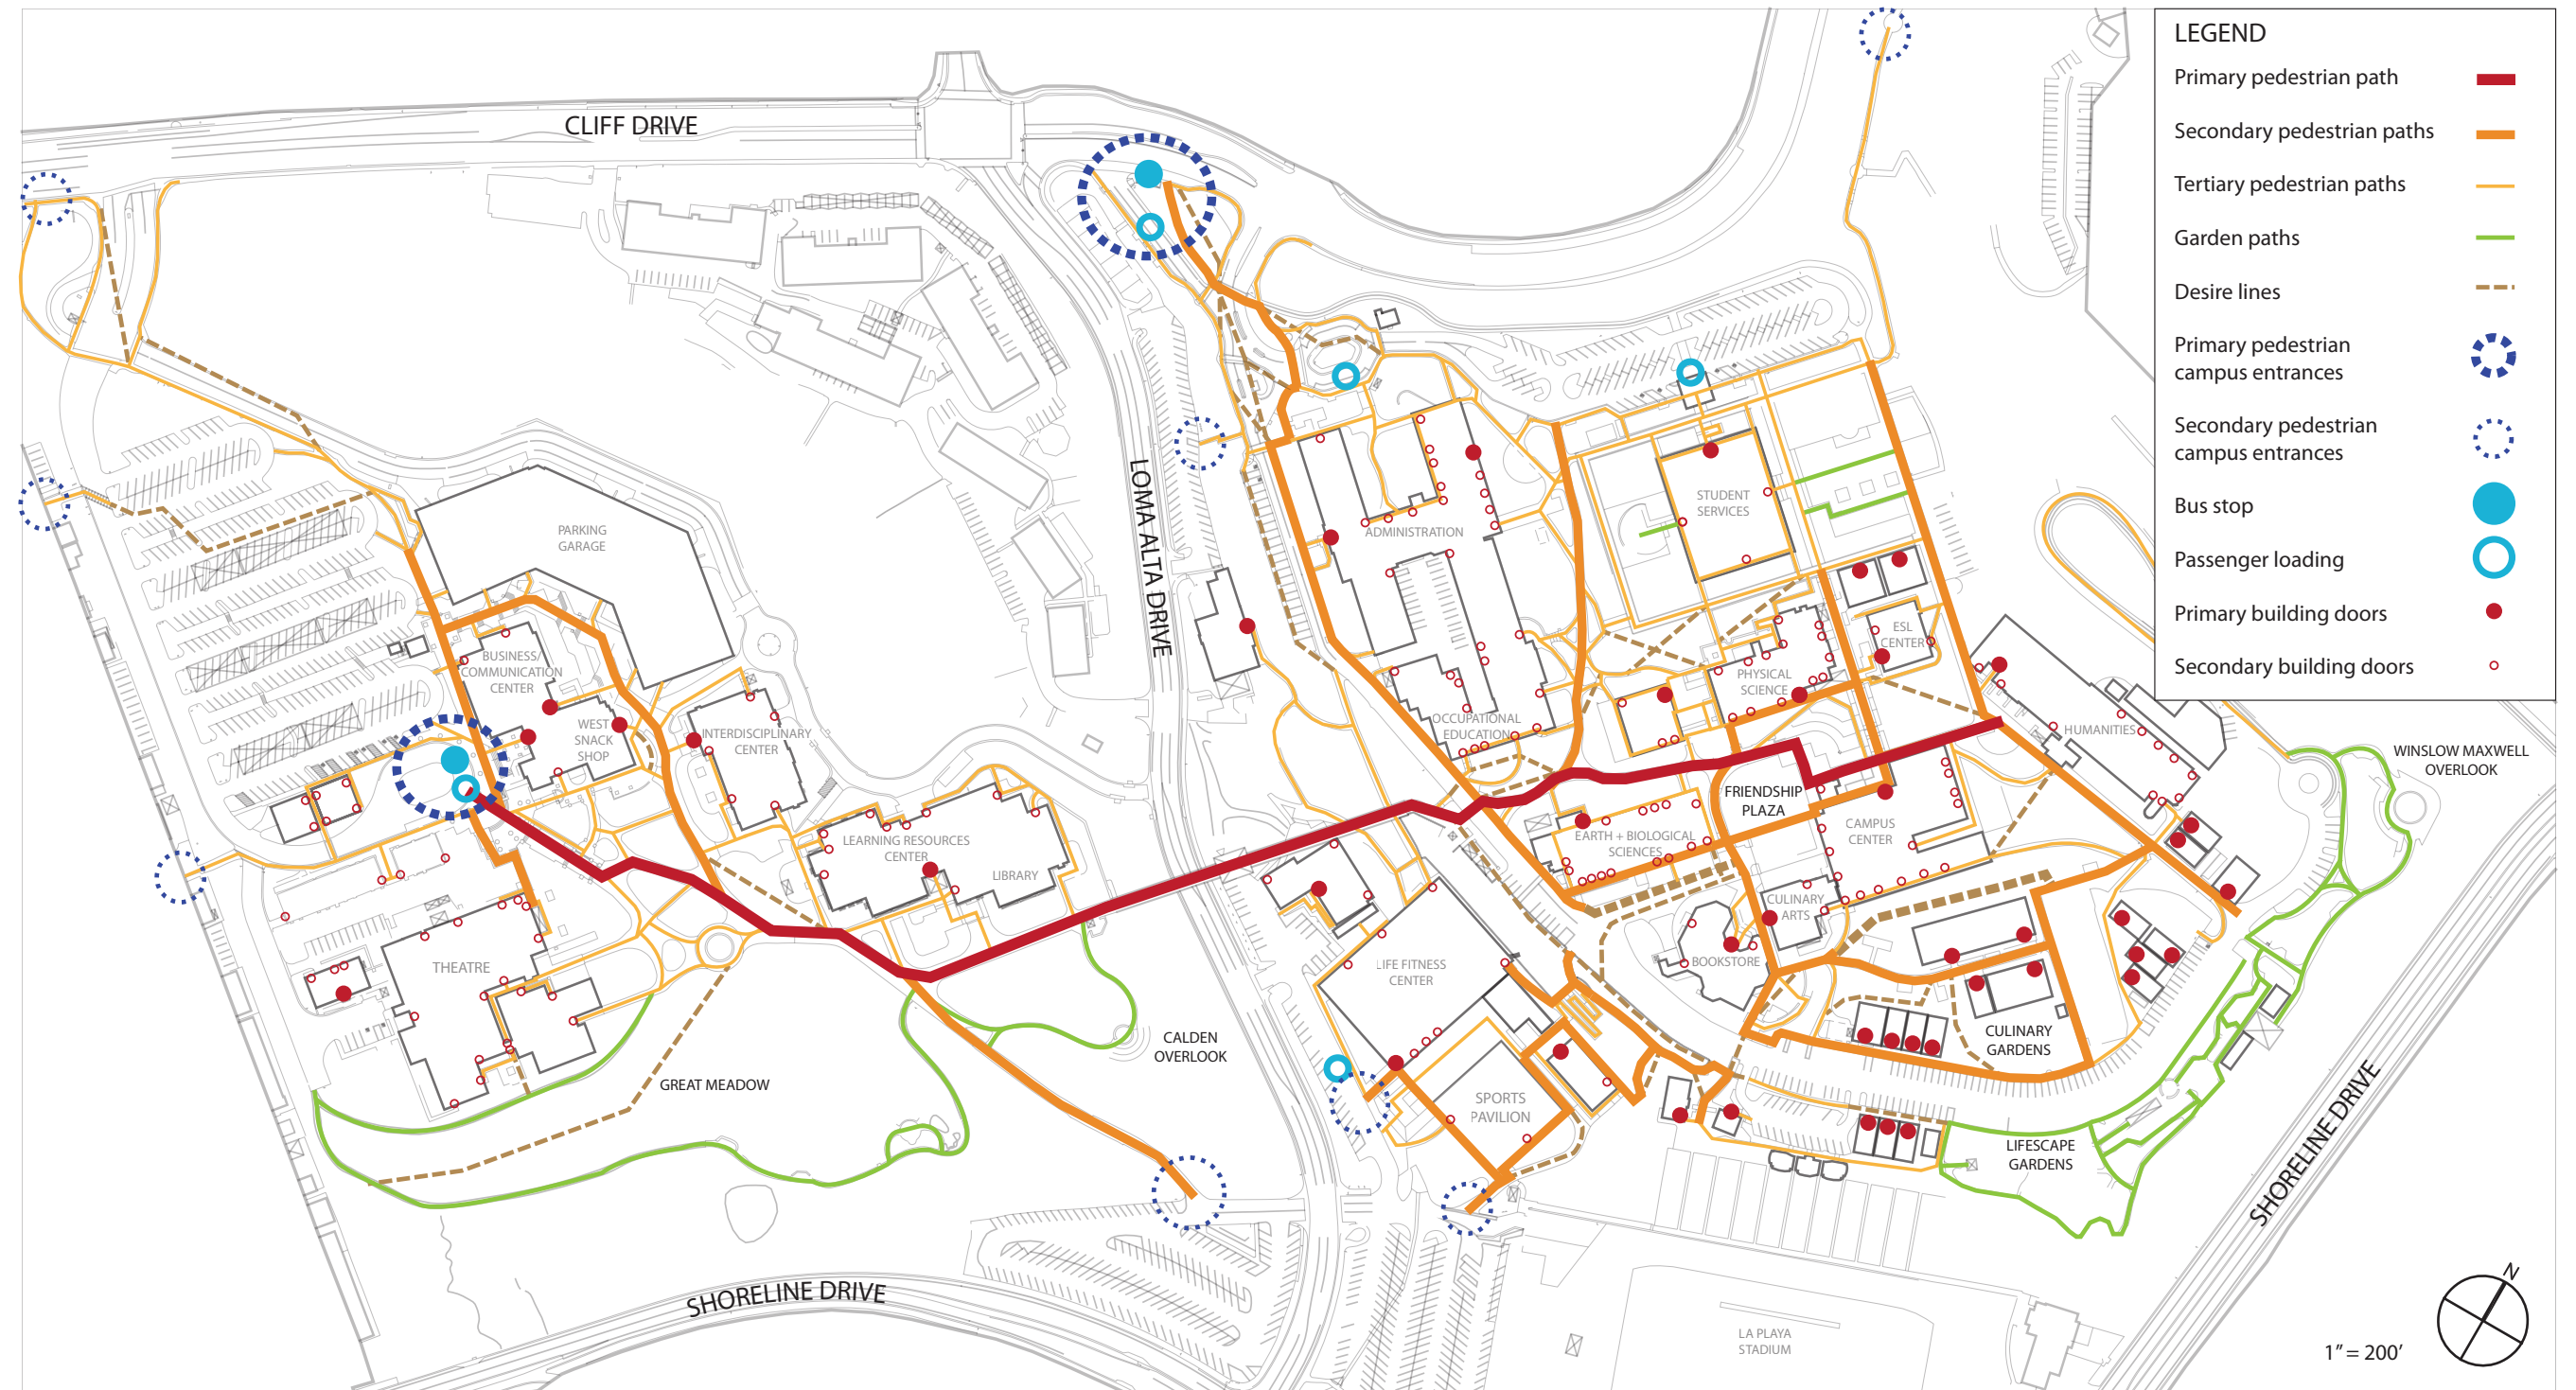 LEGEND
Primary pedestrian path
Secondary pedestrian paths
Tertiary pedestrian paths
Garden paths
Desire lines
Primary pedestrian
campus entrances
Secondary pedestrian
campus entrances
Bus stop
Passenger loading
Primary building doors
Secondary building doors
CLIFF DRIVE
LOMA ALTA DRIVE
PARKING
GARAGE
BUSINESS/
COMMUNICATION
CENTER
WEST
SNACK
SHOP
INTERDISCIPLINARY
CENTER
LEARNING RESOURCES
CENTER
LIBRARY
THEATRE
GREAT MEADOW
CALDEN
OVERLOOK
ADMINISTRATION
STUDENT
SERVICES
OCCUPATIONAL
EDUCATION
PHYSICAL
SCIENCE
ESL
CENTER
HUMANITIES
WINSLOW MAXWELL
OVERLOOK
FRIENDSHIP
PLAZA
EARTH + BIOLOGICAL
SCIENCES
CAMPUS
CENTER
CULINARY
ARTS
BOOKSTORE
LIFE FITNESS
CENTER
SPORTS
PAVILION
CULINARY
GARDENS
LIFESCAPE
GARDENS
SHORELINE DRIVE
SHORELINE DRIVE
LA PLAYA
STADIUM
N
1" = 200'